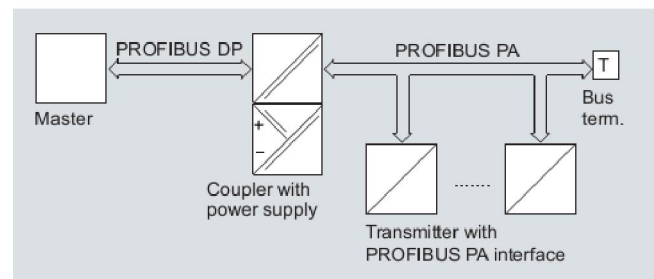 PROFIBUS DP
PROFIBUS PA
T
Master
Bus
term.
+
-
Coupler with
power supply
.......
Transmitter with
PROFIBUS PA interface